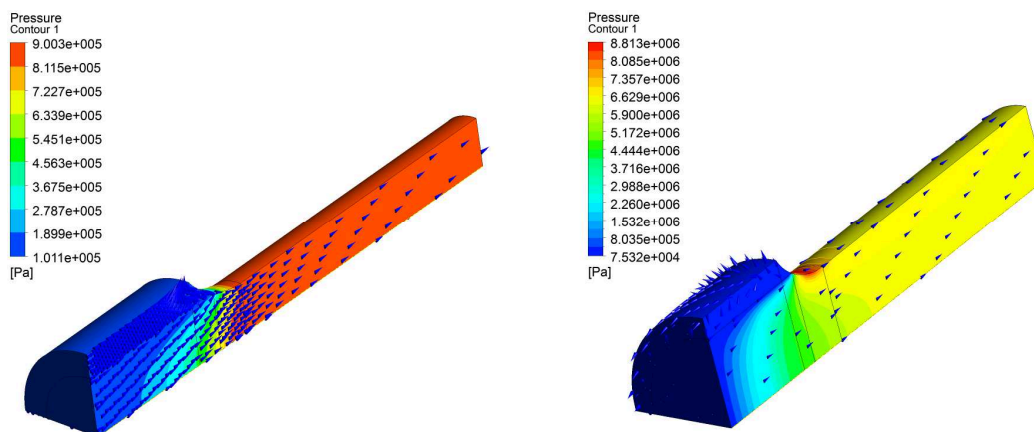 Pressure
Contour 1
9.003e+005
8.115e+005
7.227e+005
6.339e+005
5.451e+005
4.563e+005
3.675e+005
2.787e+005
1.899e+005
1.011e+005
[Pa]
Pressure
Contour 1
8.813e+006
8.085e+006
7.357e+006
6.629e+006
5.900e+006
5.172e+006
4.444e+006
3.716e+006
2.988e+006
2.260e+006
1.532e+006
8.035e+005
7.532e+004
[Pa]